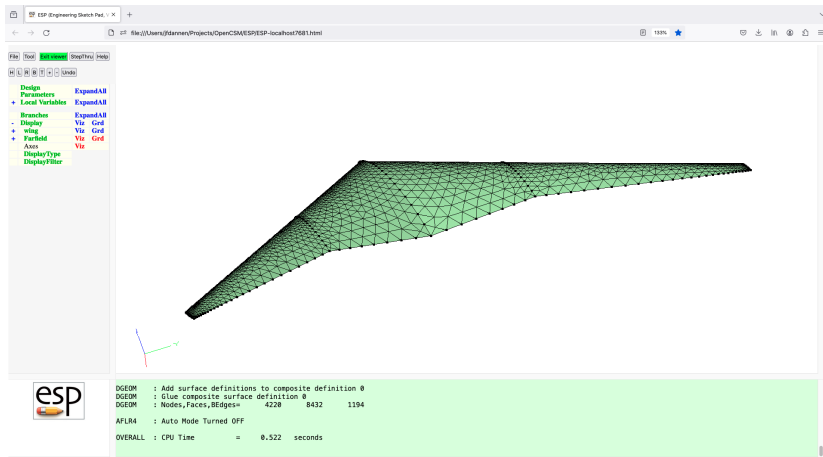 ESP (Engineering Sketch Pad, V ×
+
file:///Users/jfdannen/Projects/OpenCSM/ESP/ESP-localhost7681.html
133%
File Tool Exit viewer StepThru Help
H L R B T + - Undo
Design Parameters ExpandAll
+ Local Variables ExpandAll
Branches ExpandAll
- Display Viz Grd
+ wing Viz Grd
+ Farfield Viz Grd
Axes Viz
DisplayType
DisplayFilter
esp
DGEOM : Add surface definitions to composite definition 0
DGEOM : Glue composite surface definition 0
DGEOM : Nodes,Faces,BEdges= 4220 8432 1194
AFLR4 : Auto Mode Turned OFF
OVERALL : CPU Time = 0.522 seconds